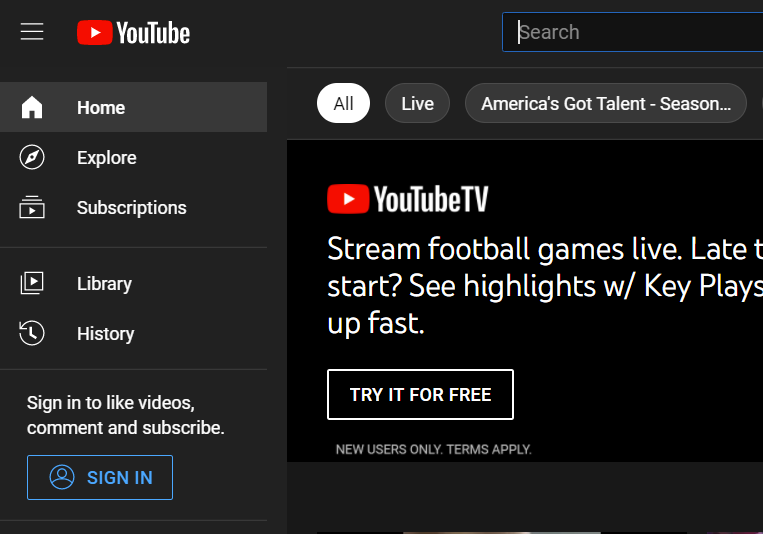 YouTube
Search
Home
Explore
Subscriptions
Library
History
Sign in to like videos,
comment and subscribe.
SIGN IN
All
Live
America's Got Talent - Season...
YouTubeTV
Stream football games live. Late t
start? See highlights w/ Key Plays
up fast.
TRY IT FOR FREE
NEW USERS ONLY. TERMS APPLY.